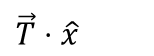 T⃗ · x̂